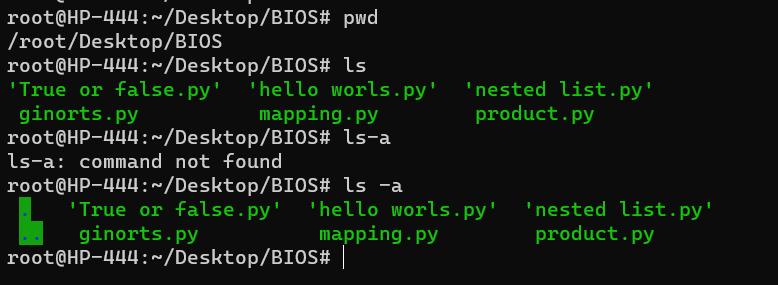 root@HP-444:~/Desktop/BIOS# pwd
/root/Desktop/BIOS
root@HP-444:~/Desktop/BIOS# ls
'True or false.py'  'hello worls.py'  'nested list.py'
 ginorts.py          mapping.py        product.py
root@HP-444:~/Desktop/BIOS# ls-a
ls-a: command not found
root@HP-444:~/Desktop/BIOS# ls -a
 .   'True or false.py'  'hello worls.py'  'nested list.py'
 ..   ginorts.py          mapping.py        product.py
root@HP-444:~/Desktop/BIOS#